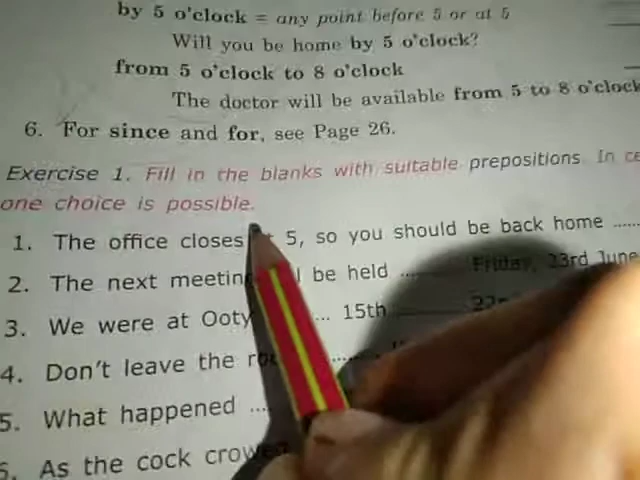 by 5 o'clock = any point before 5 or at 5
Will you be home by 5 o'clock?
from 5 o'clock to 8 o'clock
The doctor will be available from 5 to 8 o'clock
6. For since and for, see Page 26.
Exercise 1. Fill in the blanks with suitable prepositions. In
one choice is possible.
1. The office closes 5, so you should be back home ......
2. The next meeting be held ...... Friday, 23rd June
3. We were at Ooty ... 15th
4. Don't leave the
5. What happened ....
6. As the cock